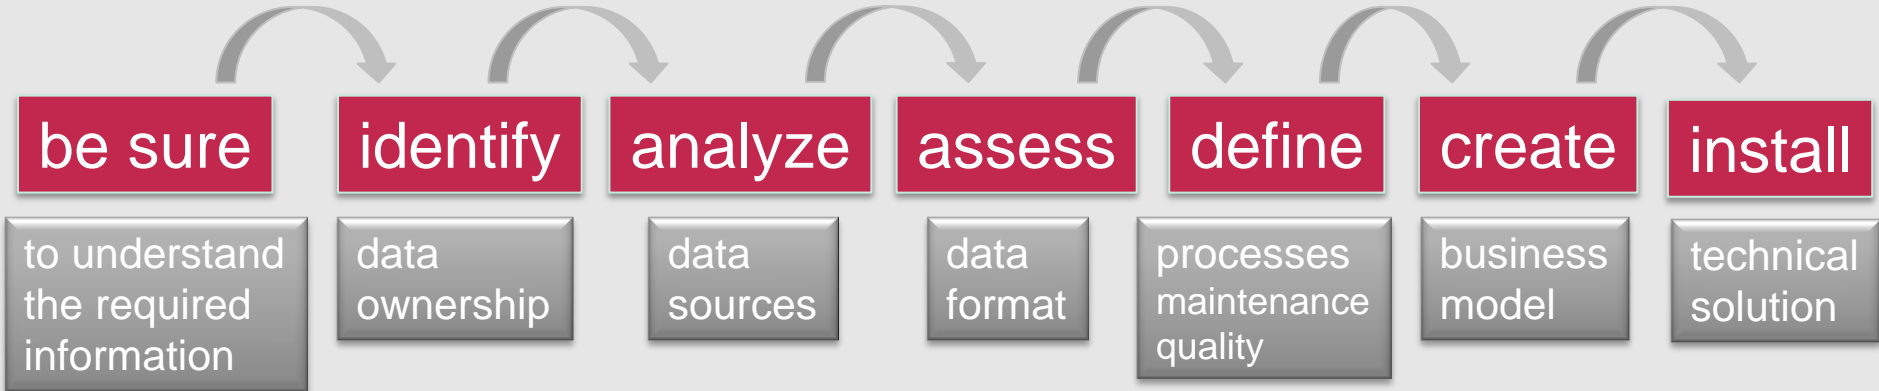 be sure
identify
analyze
assess
define
create
install
to understand
the required
information
data
ownership
data
sources
data
format
processes
maintenance
quality
business
model
technical
solution